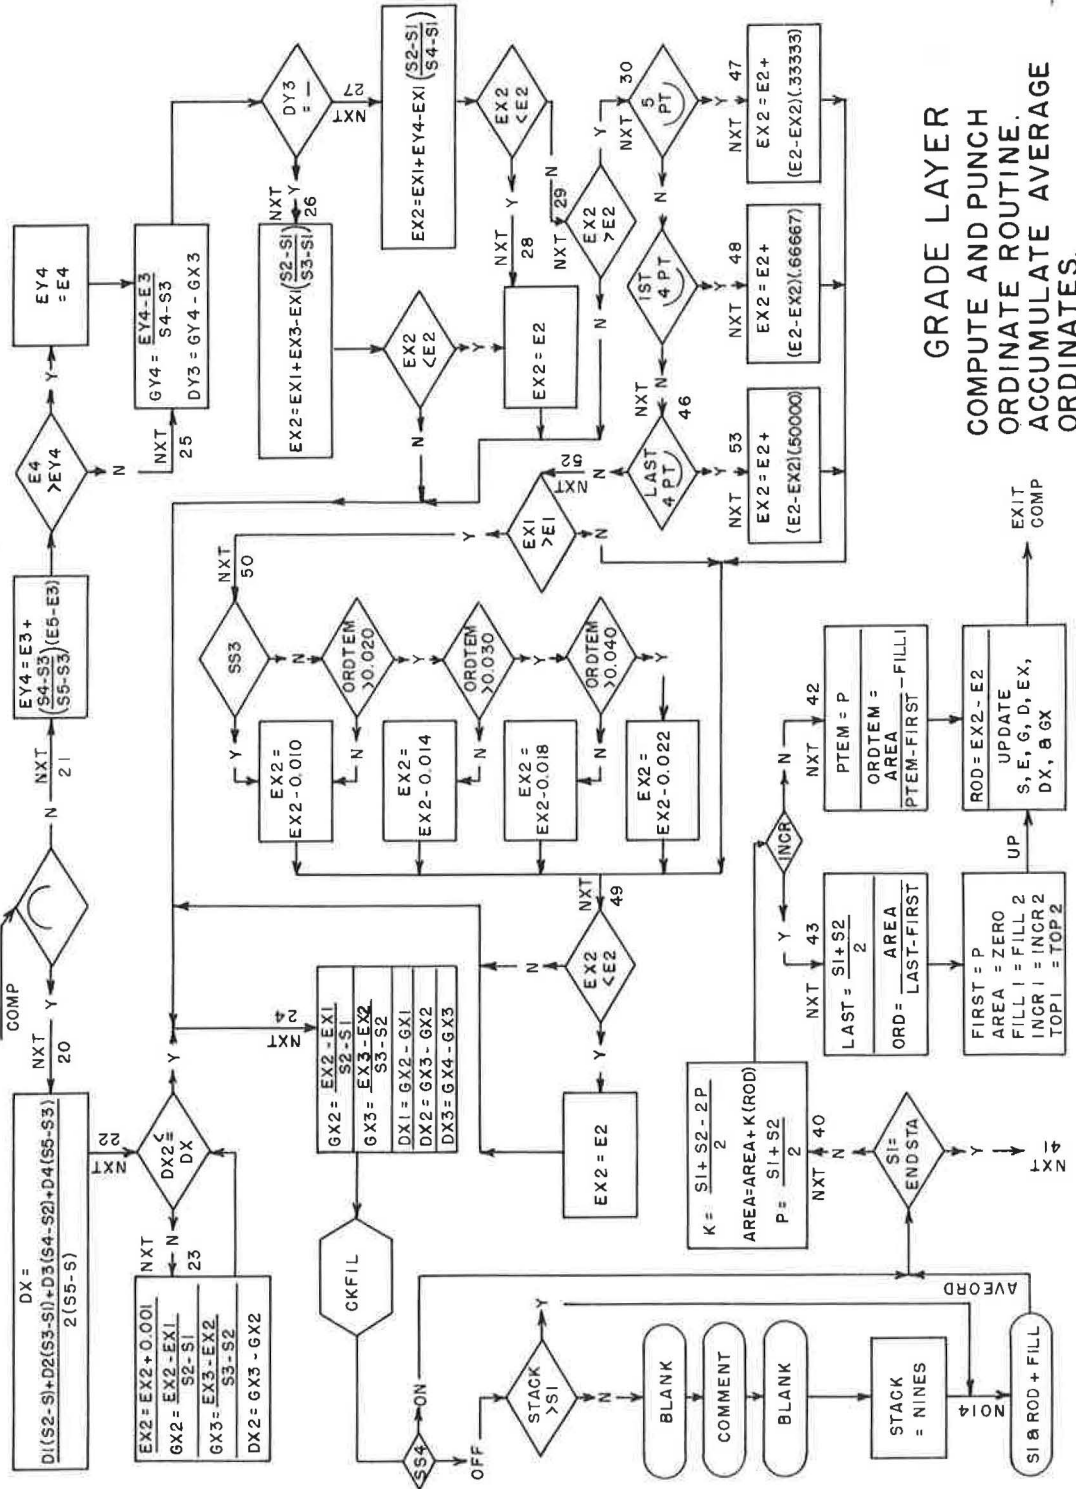 COMP
Y
NXT
20
N
NXT
21
DX =
D1(S2-S)+D2(S3-S1)+D3(S4-S2)+D4(S5-S3)
2(S5-S)
NXT
22
DX2 ≤
DX
Y
N
NXT
23
EX2 = EX2+0.001
GX2 = EX2-EX1
S2-S1
GX3 = EX3-EX2
S3-S2
DX2 = GX3-GX2
EY4 = E3+
(S4-S3)(E5-E3)
(S5-S3)
E4
>EY4
Y
EY4
=E4
N
NXT
25
GY4 = EY4-E3
S4-S3
DY3 = GY4-GX3
DY3
= −
Y
NXT
26
NXT
27
EX2=EX1+EX3-EX1(S2-S1)
(S3-S1)
EX2=EX1+EY4-EX1(S2-S1)
(S4-S1)
EX2
<E2
Y
N
EX2
<E2
Y
NXT
28
N
NXT
29
EX2 = E2
EX2
>E2
N
Y
NXT
30
5
PT
Y
NXT
47
N
IST
4 PT
Y
NXT
48
N
NXT
46
LAST
4 PT
Y
NXT
53
N
NXT
52
EX2 = E2+
(E2-EX2)(.33333)
EX2 = E2+
(E2-EX2)(.66667)
EX2 = E2+
(E2-EX2)(.50000)
EX1
>E1
Y
N
NXT
50
SS3
Y
N
ORDTEM
>0.020
Y
N
ORDTEM
>0.030
Y
N
ORDTEM
>0.040
Y
N
EX2 =
EX2-0.010
EX2 =
EX2-0.014
EX2 =
EX2-0.018
EX2 =
EX2-0.022
NXT
49
EX2
<E2
N
Y
EX2 = E2
NXT
24
GX2 = EX2-EX1
S2-S1
GX3 = EX3-EX2
S3-S2
DX1 = GX2-GX1
DX2 = GX3-GX2
DX3 = GX4-GX3
CKFIL
SS4
ON
OFF
STACK
>S1
Y
N
BLANK
COMMENT
BLANK
STACK
= NINES
NO14
S1 & ROD + FILL
AVEORD
S1=
ENDSTA
Y
NXT
41
N
NXT
40
K = S1+S2-2P
2
AREA=AREA+K(ROD)
P = S1+S2
2
INCR
Y
NXT
43
N
NXT
42
LAST = S1+S2
2
ORD = AREA
LAST-FIRST
FIRST = P
AREA = ZERO
FILL 1 = FILL 2
INCR 1 = INCR 2
TOP1 = TOP2
UP
PTEM = P
ORDTEM =
AREA
PTEM-FIRST -FILL1
ROD = EX2-E2
UPDATE
S, E, G, D, EX,
DX, & GX
EXIT
COMP
GRADE LAYER
COMPUTE AND PUNCH
ORDINATE ROUTINE.
ACCUMULATE AVERAGE
ORDINATES.